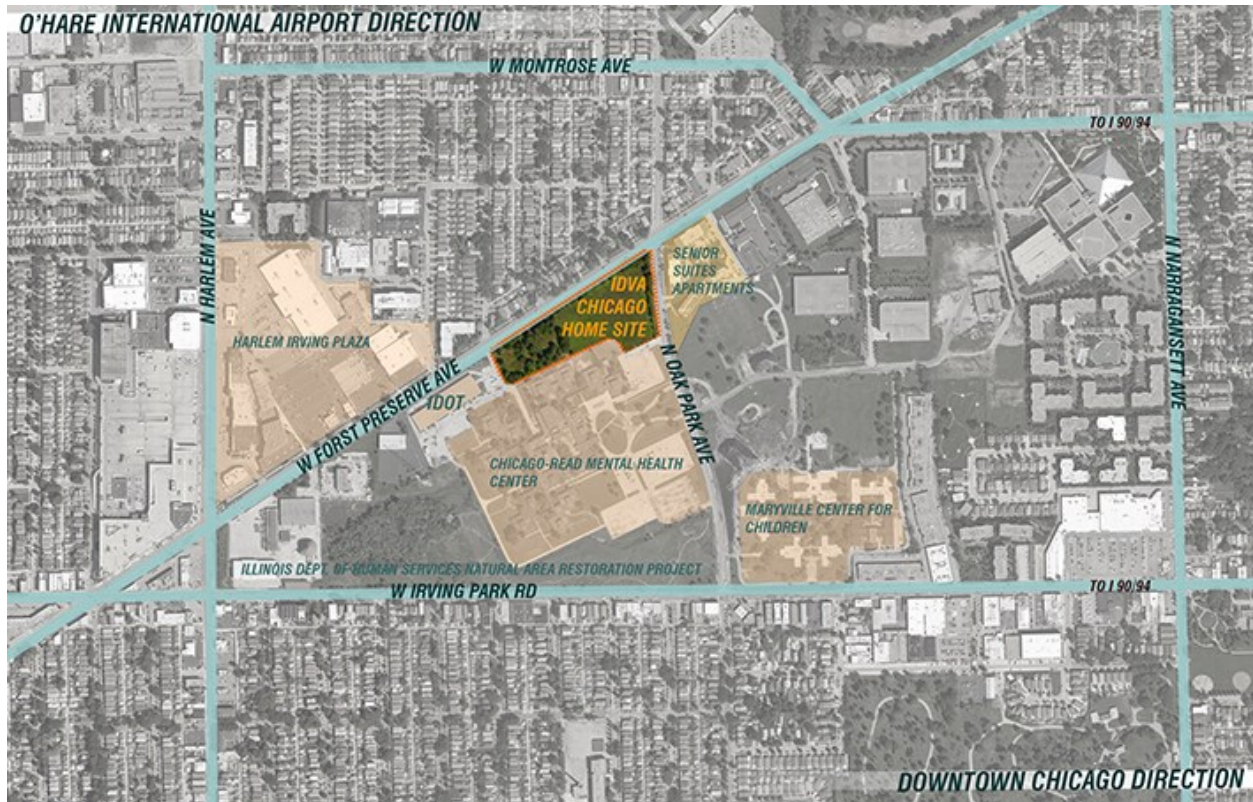 O'HARE INTERNATIONAL AIRPORT DIRECTION
W MONTROSE AVE
TO I 90/94
N HARLEM AVE
SENIOR
SUITES
APARTMENTS
IDVA
CHICAGO
HOME SITE
N NARRAGANSETT AVE
HARLEM IRVING PLAZA
W FORST PRESERVE AVE
IDOT
N OAK PARK AVE
CHICAGO-READ MENTAL HEALTH
CENTER
MARYVILLE CENTER FOR
CHILDREN
ILLINOIS DEPT. OF HUMAN SERVICES NATURAL AREA RESTORATION PROJECT
W IRVING PARK RD
TO I 90/94
DOWNTOWN CHICAGO DIRECTION